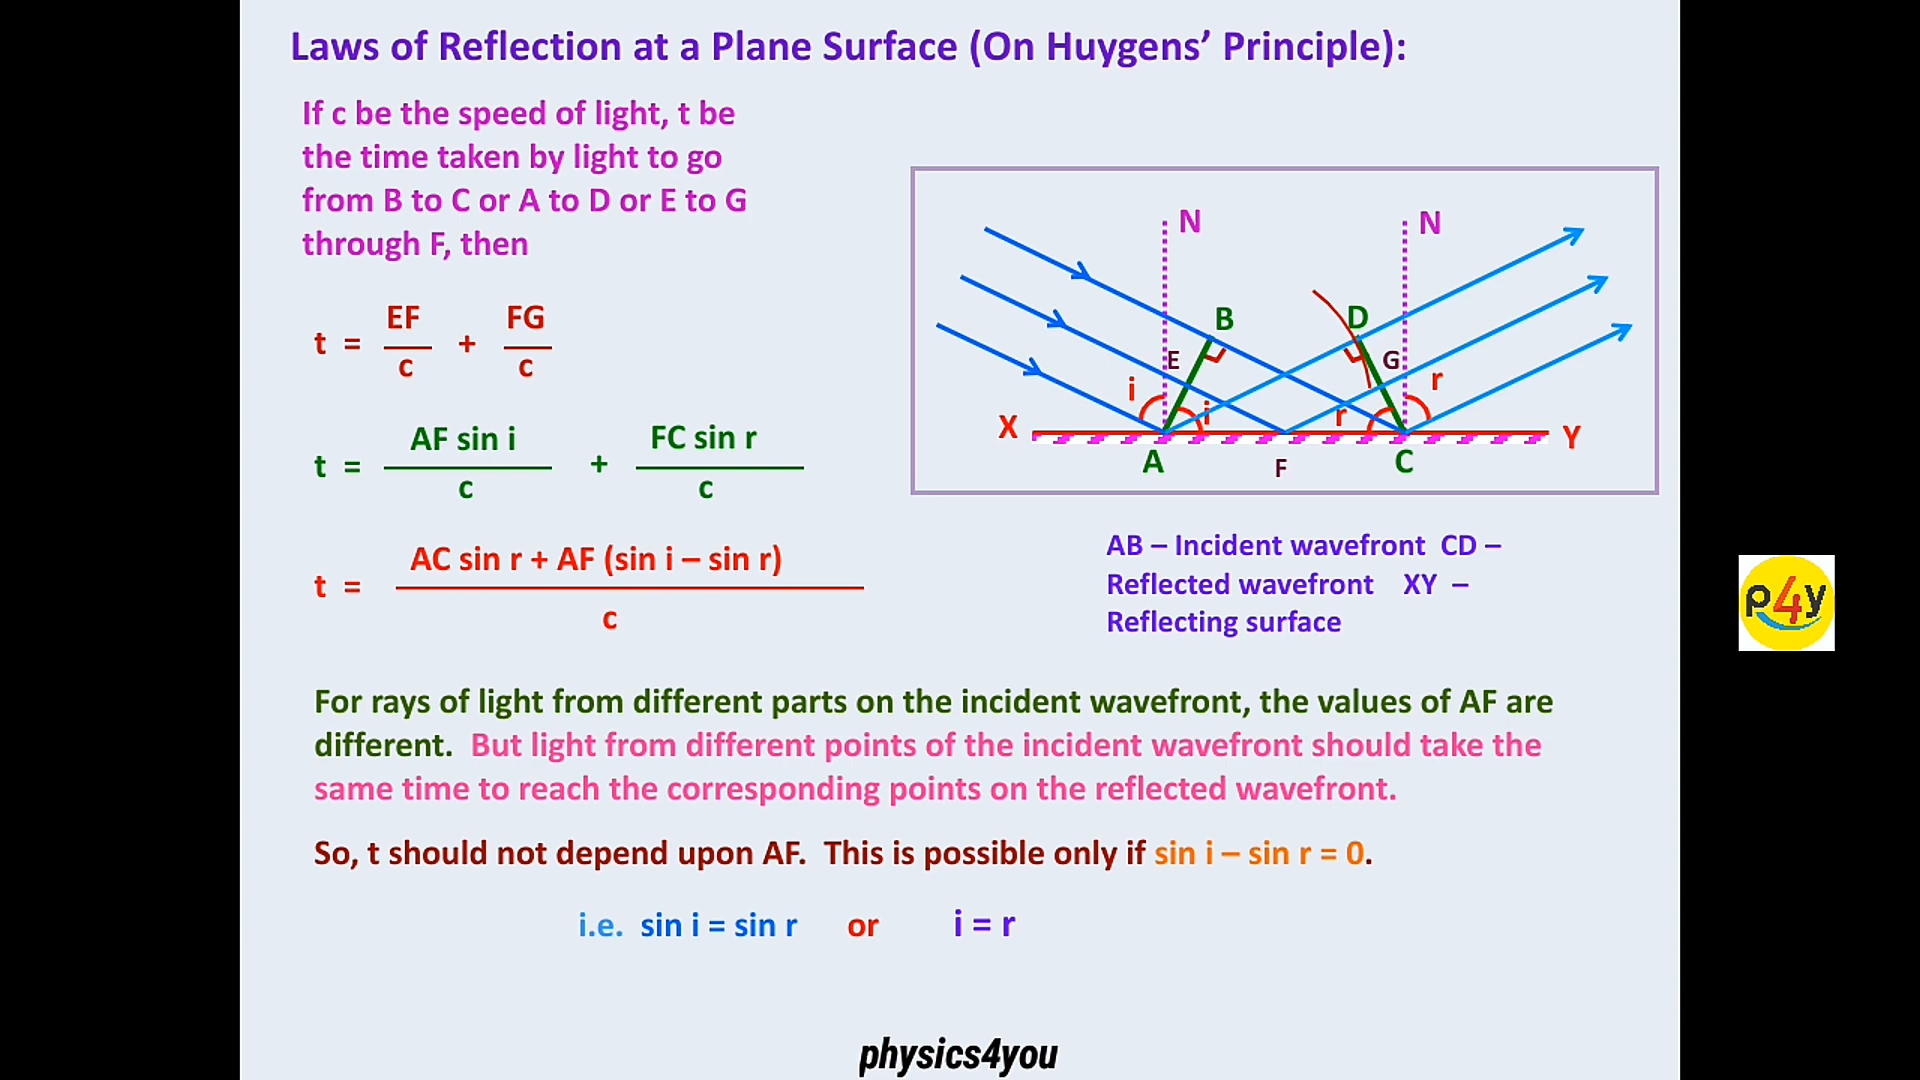 Laws of Reflection at a Plane Surface (On Huygens’ Principle):
If c be the speed of light, t be
the time taken by light to go
from B to C or A to D or E to G
through F, then
t = EF/c + FG/c
t = AF sin i/c + FC sin r/c
t = AC sin r + AF (sin i – sin r)/c
N N
B D
E G
i r
i r
X Y
A F C
AB – Incident wavefront CD –
Reflected wavefront XY –
Reflecting surface
p4y
For rays of light from different parts on the incident wavefront, the values of AF are
different. But light from different points of the incident wavefront should take the
same time to reach the corresponding points on the reflected wavefront.
So, t should not depend upon AF. This is possible only if sin i – sin r = 0.
i.e. sin i = sin r or i = r
physics4you